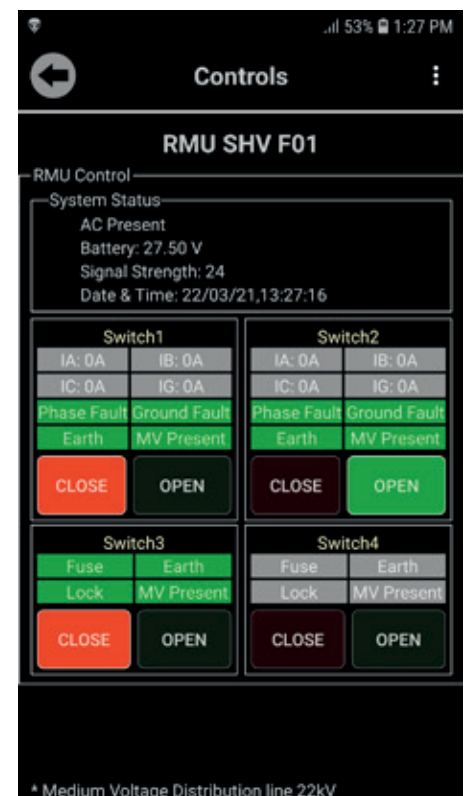 53% 1:27 PM
Controls
RMU SHV F01
RMU Control
System Status
AC Present
Battery: 27.50 V
Signal Strength: 24
Date & Time: 22/03/21,13:27:16
Switch1
IA: 0A IB: 0A
IC: 0A IG: 0A
Phase Fault Ground Fault
Earth MV Present
CLOSE OPEN
Switch2
IA: 0A IB: 0A
IC: 0A IG: 0A
Phase Fault Ground Fault
Earth MV Present
CLOSE OPEN
Switch3
Fuse Earth
Lock MV Present
CLOSE OPEN
Switch4
Fuse Earth
Lock MV Present
CLOSE OPEN
* Medium Voltage Distribution line 22kV